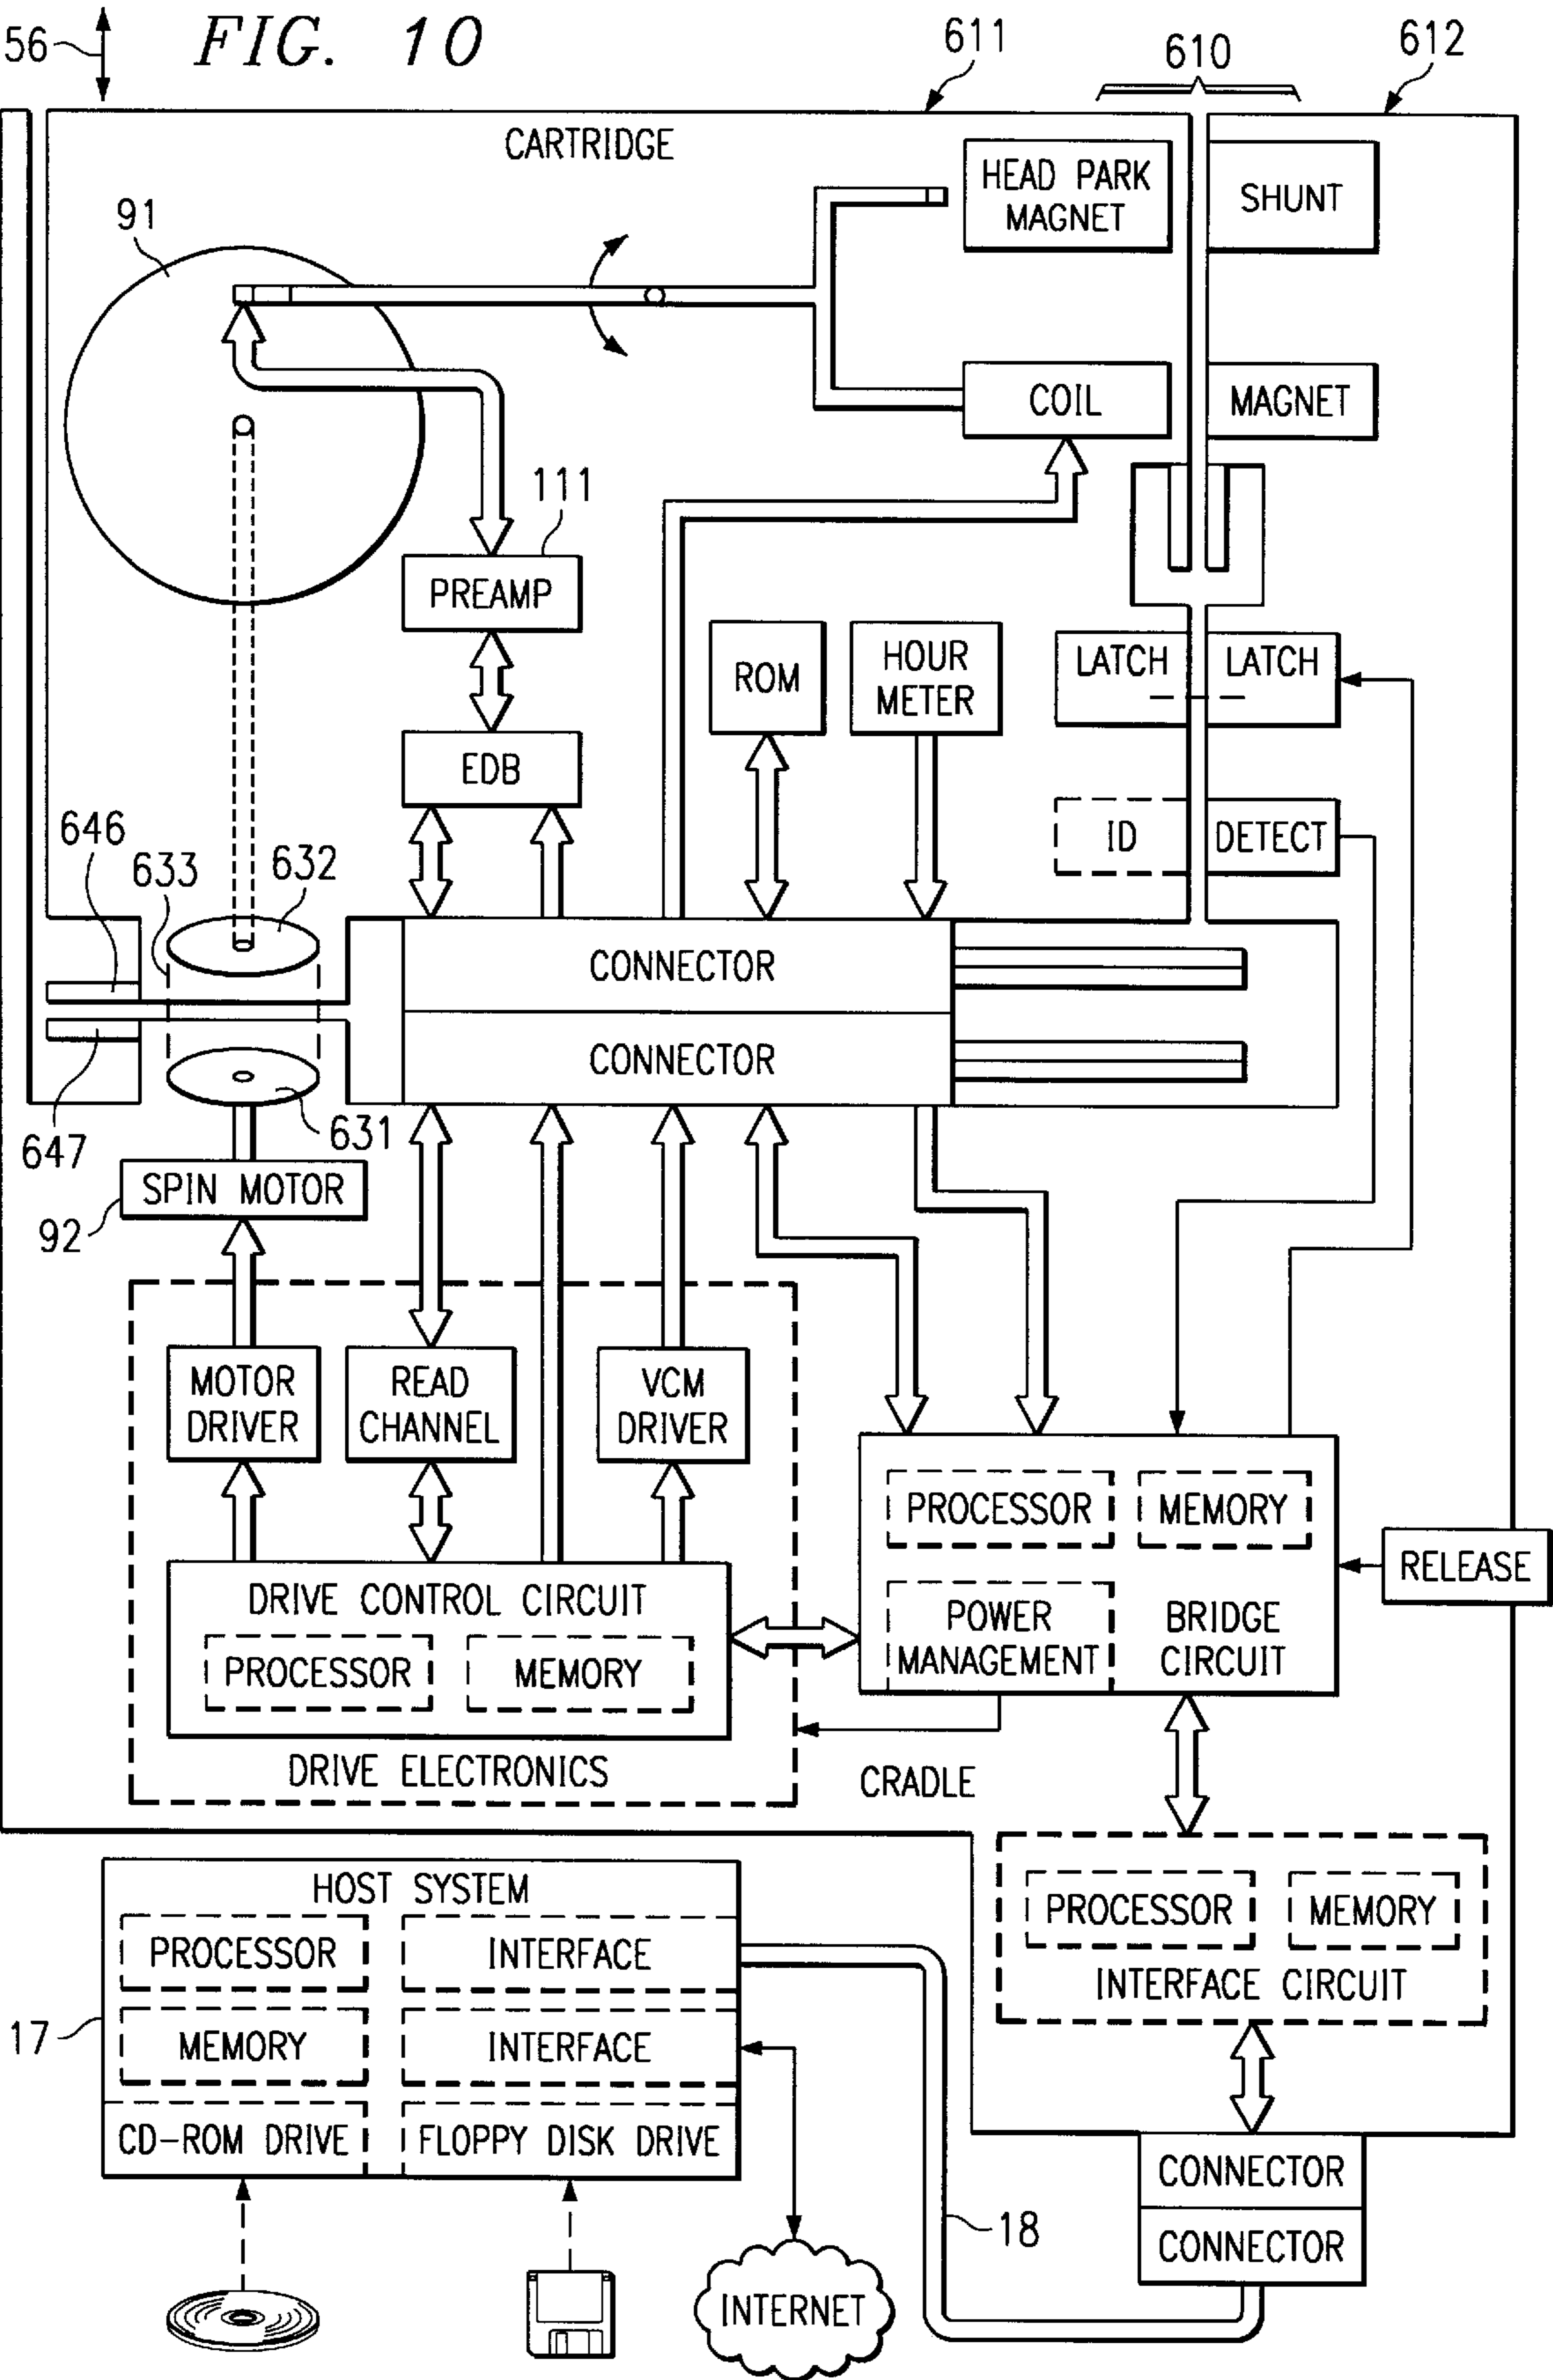 FIG. 10
56
611
610
612
CARTRIDGE
HEAD PARK
MAGNET
SHUNT
91
COIL
MAGNET
111
PREAMP
ROM
HOUR
METER
LATCH
LATCH
EDB
ID
DETECT
646
633
632
CONNECTOR
CONNECTOR
647
631
SPIN MOTOR
92
MOTOR
DRIVER
READ
CHANNEL
VCM
DRIVER
PROCESSOR
MEMORY
RELEASE
DRIVE CONTROL CIRCUIT
PROCESSOR
MEMORY
POWER
MANAGEMENT
BRIDGE
CIRCUIT
DRIVE ELECTRONICS
CRADLE
HOST SYSTEM
PROCESSOR
INTERFACE
PROCESSOR
MEMORY
INTERFACE CIRCUIT
17
MEMORY
INTERFACE
CD-ROM DRIVE
FLOPPY DISK DRIVE
CONNECTOR
CONNECTOR
18
INTERNET